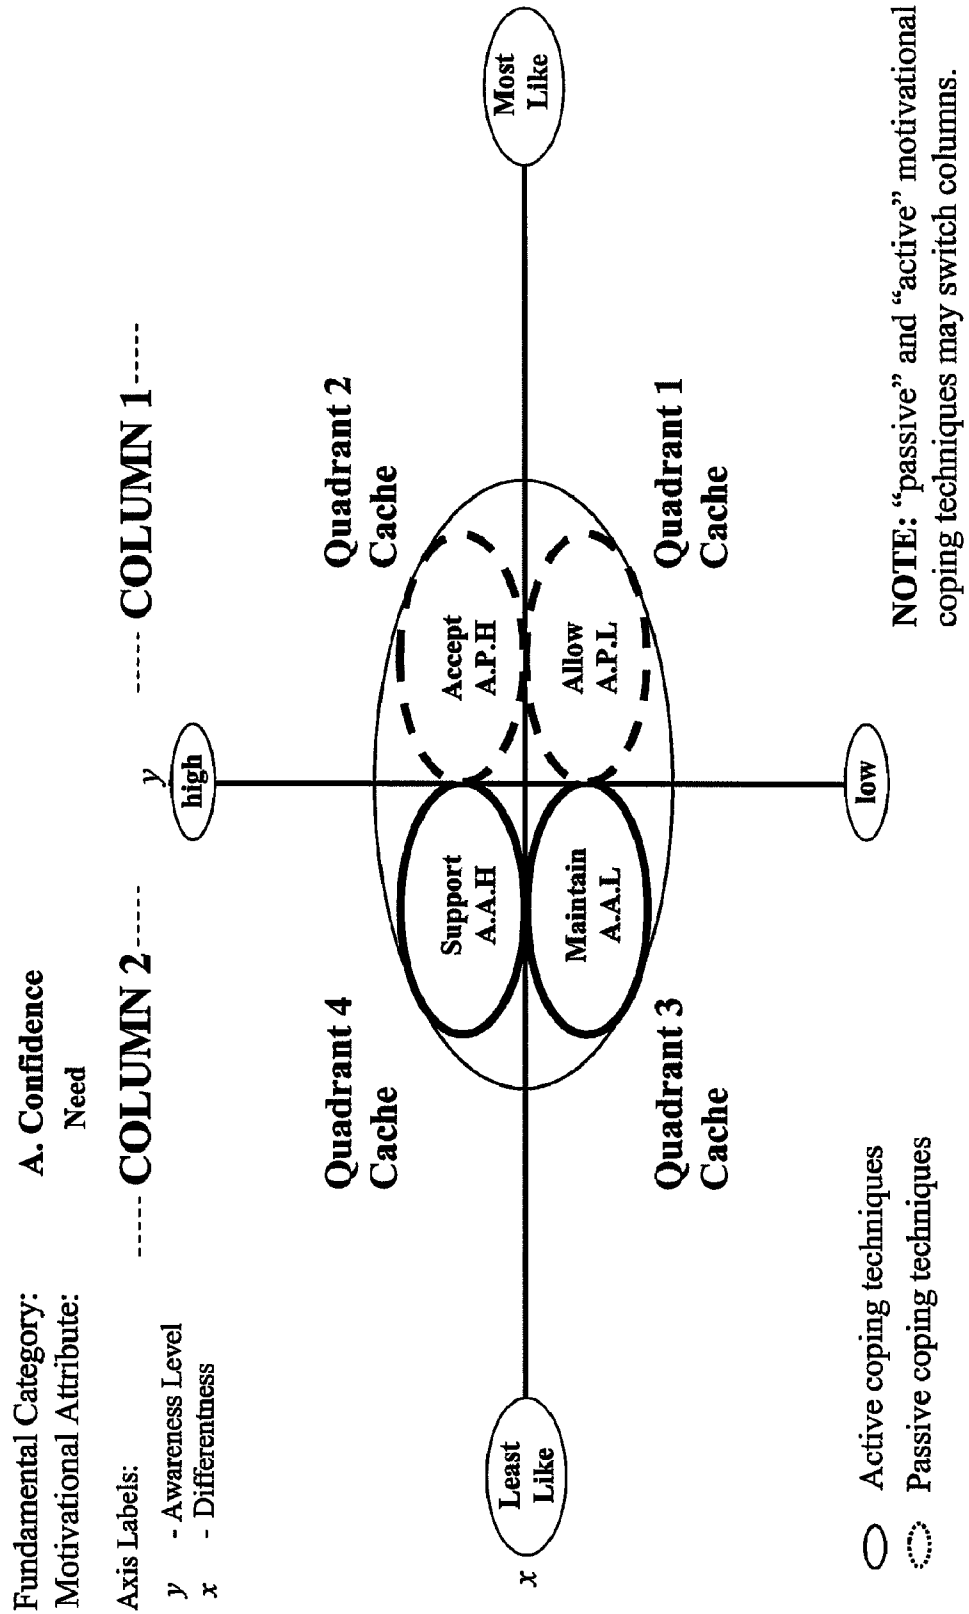 Fundamental Category: A. Confidence
Motivational Attribute: Need
Axis Labels:
y - Awareness Level
x - Differentness
----- COLUMN 2 -----
----- COLUMN 1 -----
y
high
Quadrant 4
Cache
Quadrant 2
Cache
Support
A.A.H
Accept
A.P.H
x
Least
Like
Most
Like
Maintain
A.A.L
Allow
A.P.L
Quadrant 3
Cache
Quadrant 1
Cache
low
Active coping techniques
Passive coping techniques
NOTE: “passive” and “active” motivational
coping techniques may switch columns.